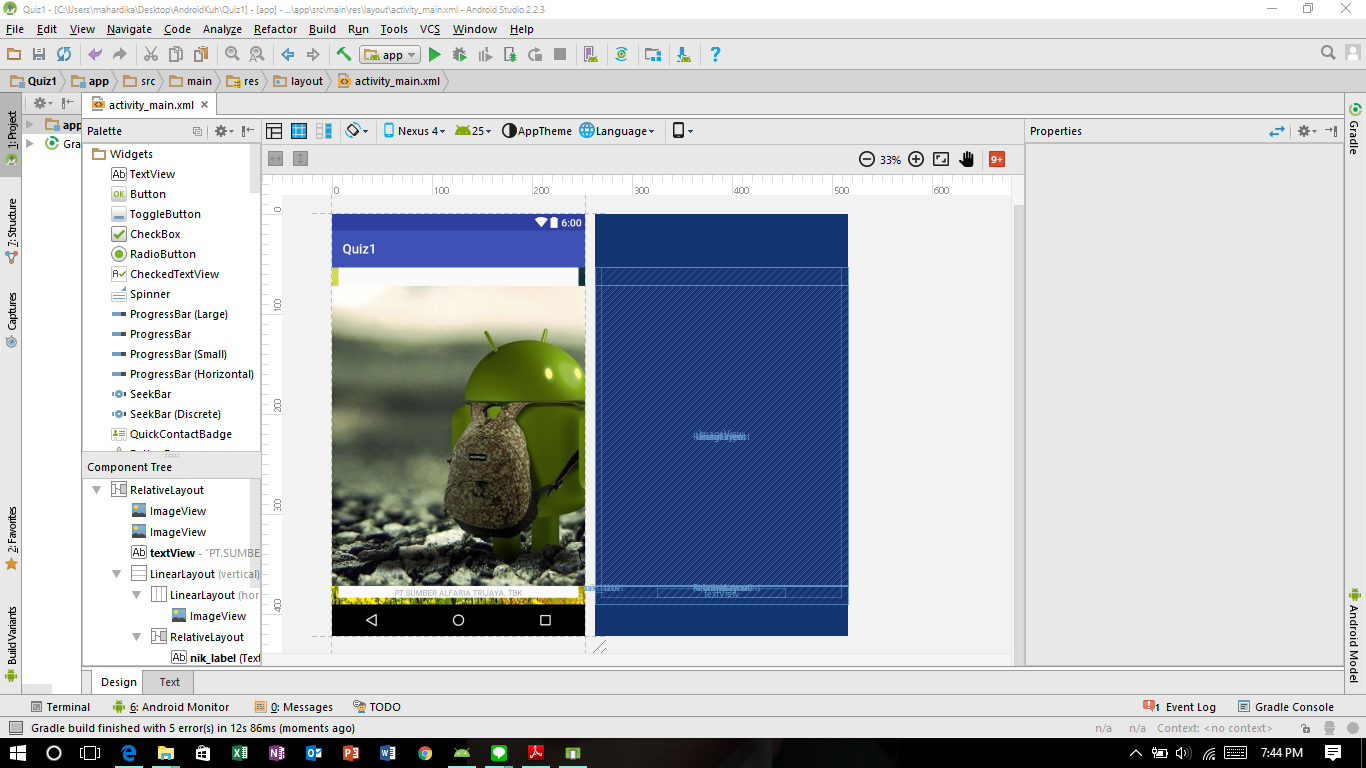 Quiz1 - [C:\Users\mahardika\Desktop\AndroidKuh\Quiz1] - [app] - ...\app\src\main\res\layout\activity_main.xml - Android Studio 2.2.3
File Edit View Navigate Code Analyze Refactor Build Run Tools VCS Window Help
app
Quiz1 app src main res layout activity_main.xml
activity_main.xml
1: Project
7: Structure
Captures
2: Favorites
Build Variants
app
Gra
Palette
Widgets
Ab TextView
OK Button
ToggleButton
CheckBox
RadioButton
CheckedTextView
Spinner
ProgressBar (Large)
ProgressBar
ProgressBar (Small)
ProgressBar (Horizontal)
SeekBar
SeekBar (Discrete)
QuickContactBadge
Component Tree
RelativeLayout
ImageView
ImageView
Ab textView - "PT.SUMBE
LinearLayout (vertical)
LinearLayout (hor
ImageView
RelativeLayout
Ab nik_label (Text
Nexus 4 25 AppTheme Language
33% 9+
0 100 200 300 400 500 600
0
100
200
300
400
6:00
Quiz1
PT SUMBER ALFARIA TRIJAYA, TBK
textView
Properties
Gradle
Android Model
Design Text
Terminal 6: Android Monitor 0: Messages TODO 1 Event Log Gradle Console
Gradle build finished with 5 error(s) in 12s 86ms (moments ago) n/a n/a Context: <no context>
7:44 PM